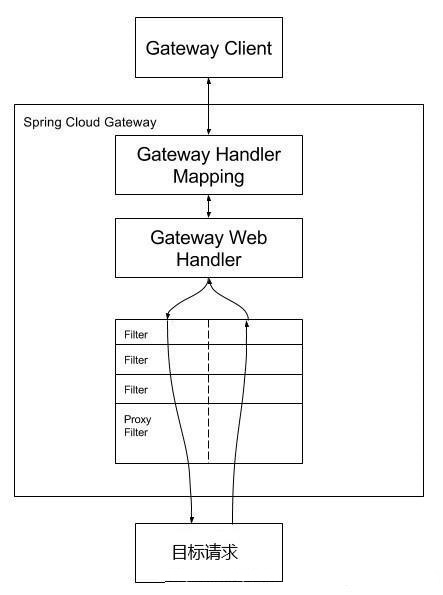 Gateway Client
Spring Cloud Gateway
Gateway Handler
Mapping
Gateway Web
Handler
Filter
Filter
Filter
Proxy
Filter
目标请求